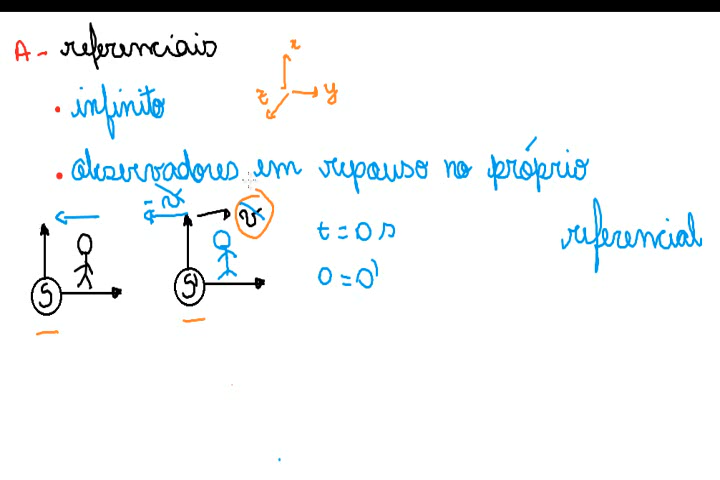 A- referenciais
x
y
z
• infinito
• observadores em repouso no próprio
referencial
-v
v
t = 0 s
0 = 0'
S
S'